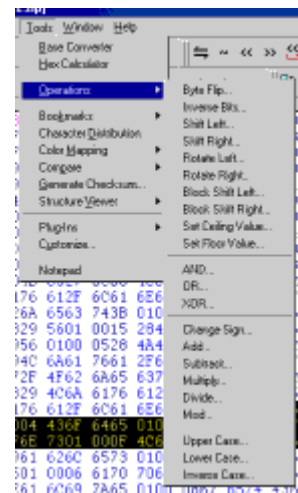 Tools Window Help
Base Converter
Hex Calculator
Operations
Bookmarks
Character Distribution
Color Mapping
Compare
Generate Checksum...
Structure Viewer
Plug-Ins
Customize...
Notepad
Byte Flip...
Inverse Bits...
Shift Left...
Shift Right...
Rotate Left...
Rotate Right...
Block Shift Left...
Block Shift Right...
Set Ceiling Value...
Set Floor Value...
AND...
OR...
XOR...
Change Sign...
Add...
Subtract...
Multiply...
Divide...
Mod...
Upper Case...
Lower Case...
Inverse Case...
176 612F 6C61 6E6
26A 6563 743B 010
829 5601 0015 284
956 0100 0528 4A4
94C 6A61 7661 2F6
72F 4F62 6A65 637
829 4C6A 6176 612
176 612F 6C61 6E6
004 436F 6465 010
76E 7301 000F 4C6
961 626C 6573 010
501 0006 4170 706